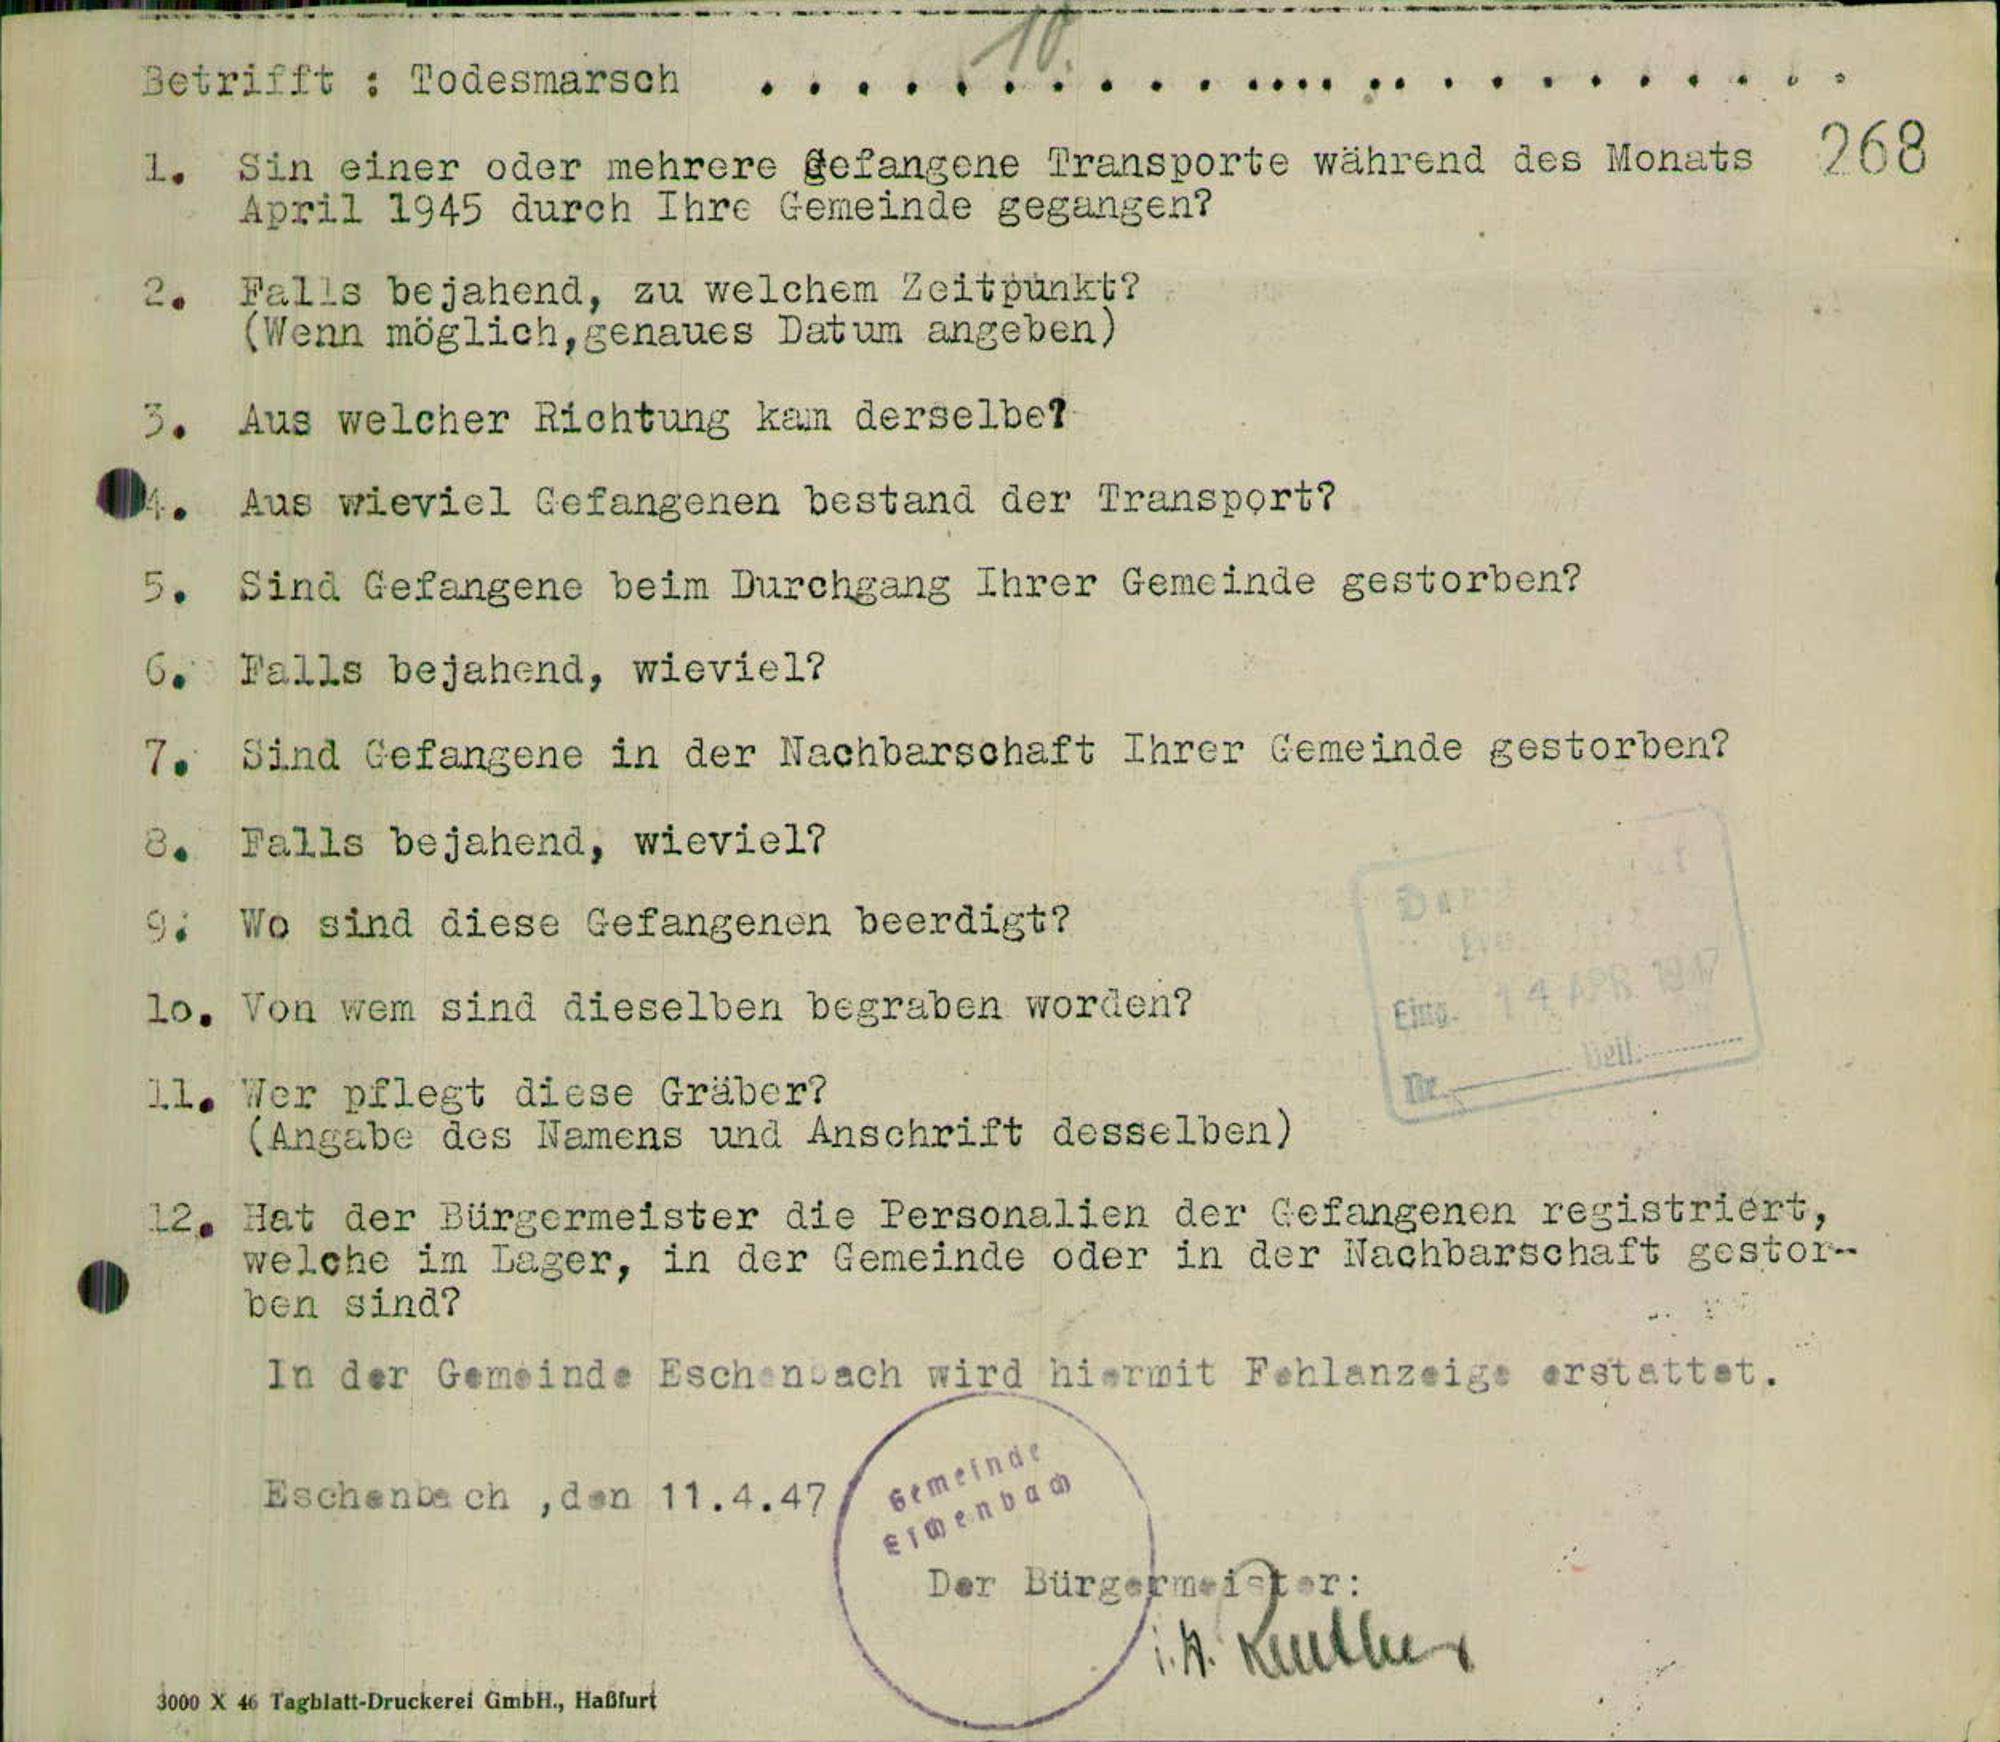 10.
Betrifft : Todesmarsch . . . . . . . . . . .... .. . . . . . . . . .
268
1. Sin einer oder mehrere Gefangene Transporte während des Monats
April 1945 durch Ihre Gemeinde gegangen?
2. Falls bejahend, zu welchem Zeitpunkt?
(Wenn möglich,genaues Datum angeben)
3. Aus welcher Richtung kam derselbe?
4. Aus wieviel Gefangenen bestand der Transport?
5. Sind Gefangene beim Durchgang Ihrer Gemeinde gestorben?
6. Falls bejahend, wieviel?
7. Sind Gefangene in der Nachbarschaft Ihrer Gemeinde gestorben?
8. Falls bejahend, wieviel?
9. Wo sind diese Gefangenen beerdigt?
10. Von wem sind dieselben begraben worden?
11. Wer pflegt diese Gräber?
(Angabe des Namens und Anschrift desselben)
Eing. 14 APR. 1947
Nr. Beil.
12. Hat der Bürgermeister die Personalien der Gefangenen registriert,
welche im Lager, in der Gemeinde oder in der Nachbarschaft gestor-
ben sind?
In der Gemeinde Eschenbach wird hiermit Fehlanzeige erstattet.
Eschenbach ,den 11.4.47
Gemeinde
Eschenbach
Der Bürgermeister:
i.A.
3000 X 46 Tagblatt-Druckerei GmbH., Haßfurt